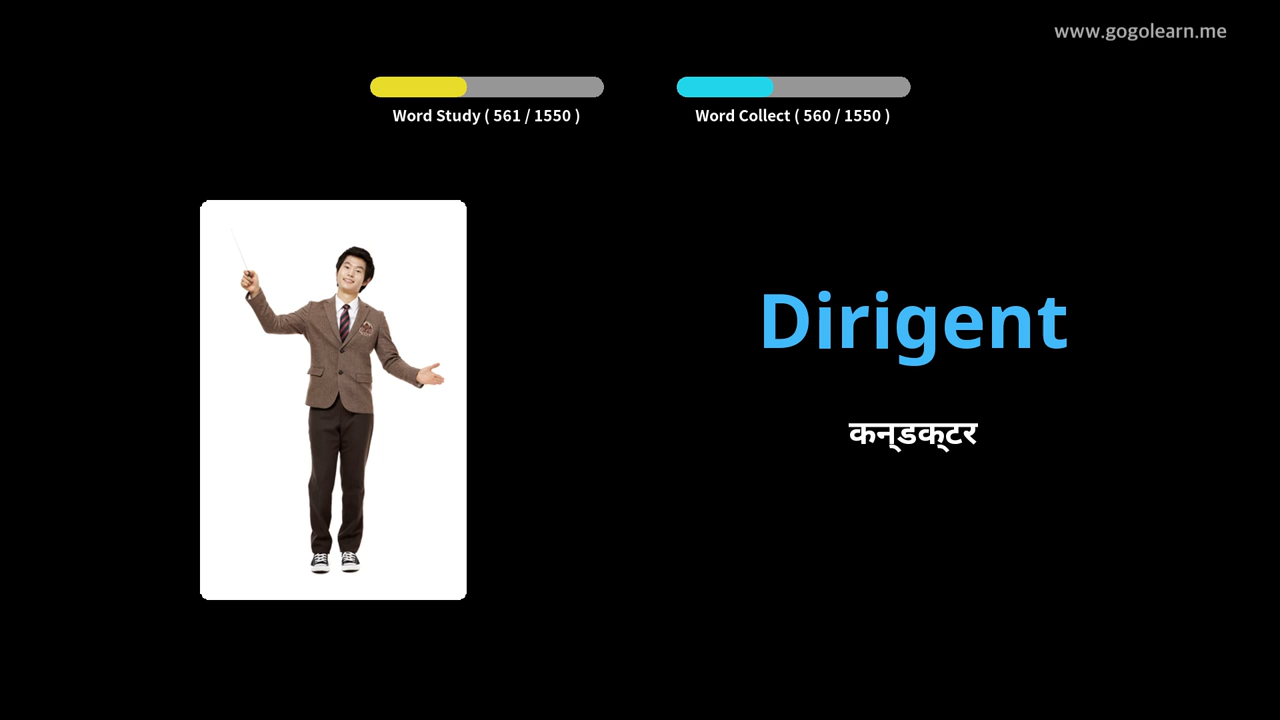 www.gogolearn.me
Word Study ( 561 / 1550 )
Word Collect ( 560 / 1550 )
Dirigent
कन्डक्टर